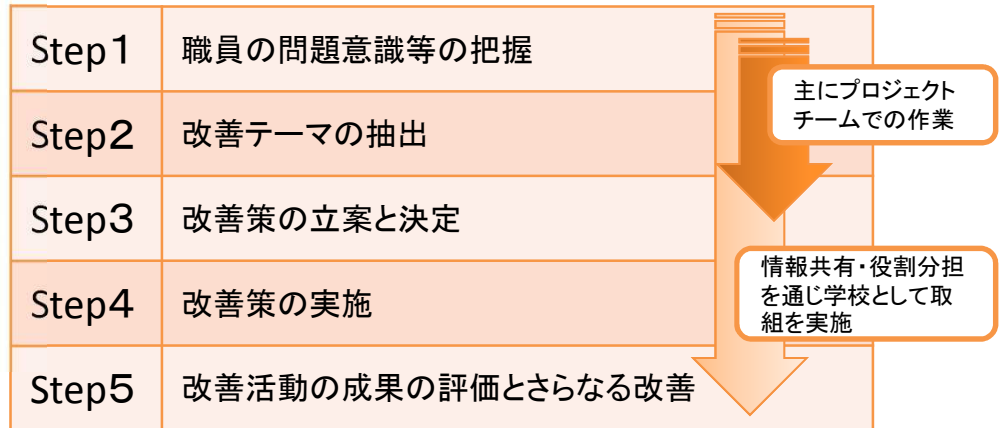 Step1 職員の問題意識等の把握
Step2 改善テーマの抽出
Step3 改善策の立案と決定
Step4 改善策の実施
Step5 改善活動の成果の評価とさらなる改善
主にプロジェクト
チームでの作業
情報共有・役割分担
を通じ学校として取
組を実施